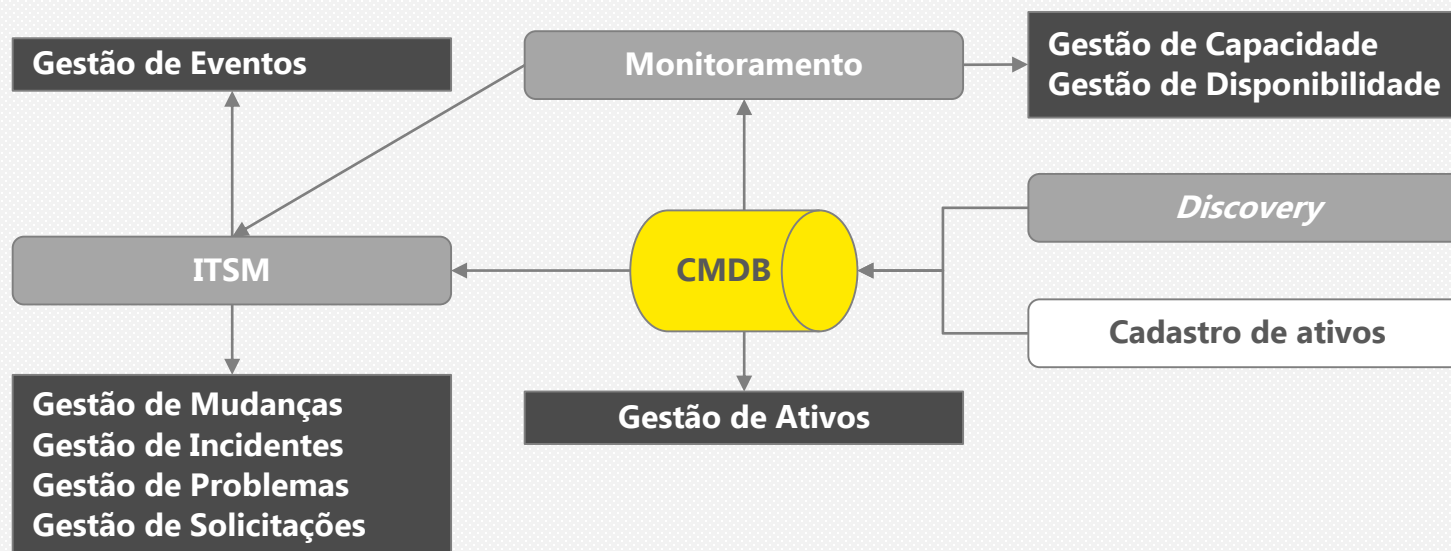 Gestão de Eventos
Monitoramento
Gestão de Capacidade
Gestão de Disponibilidade
Discovery
ITSM
CMDB
Cadastro de ativos
Gestão de Mudanças
Gestão de Incidentes
Gestão de Problemas
Gestão de Solicitações
Gestão de Ativos